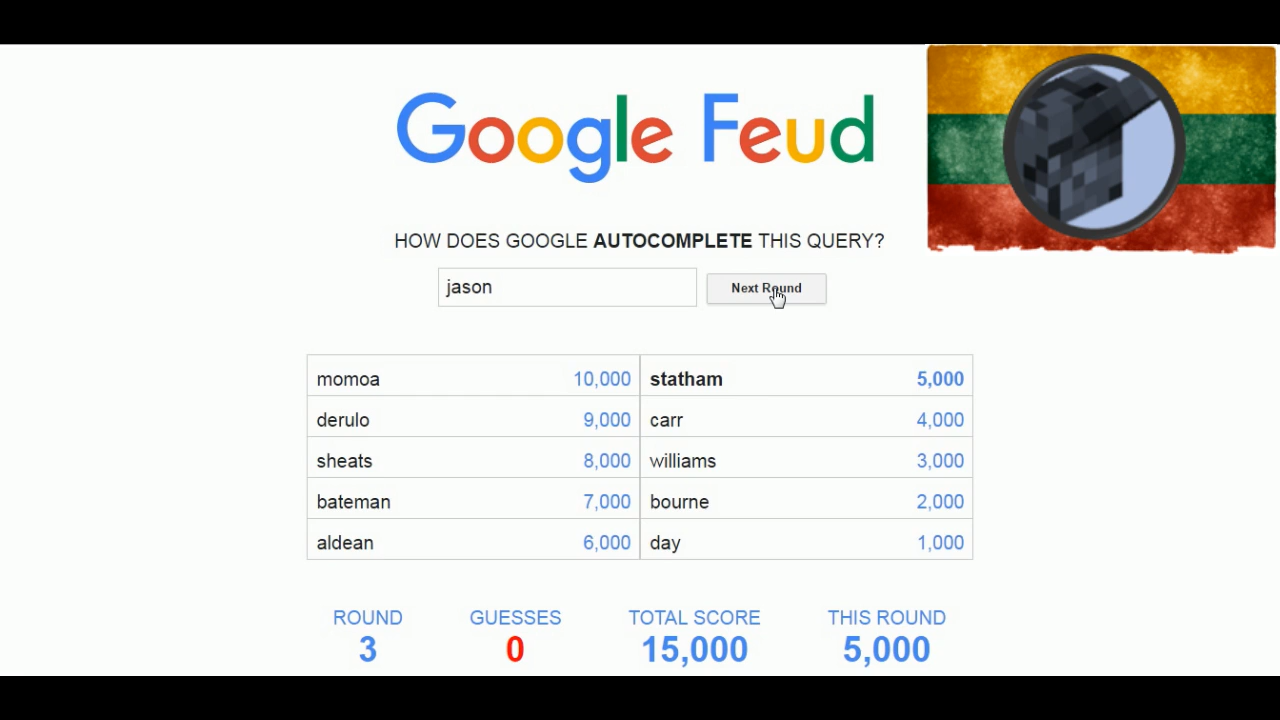 Google Feud
HOW DOES GOOGLE AUTOCOMPLETE THIS QUERY?
jason
Next Round
momoa 10,000 statham 5,000
derulo 9,000 carr 4,000
sheats 8,000 williams 3,000
bateman 7,000 bourne 2,000
aldean 6,000 day 1,000
ROUND GUESSES TOTAL SCORE THIS ROUND
3 0 15,000 5,000